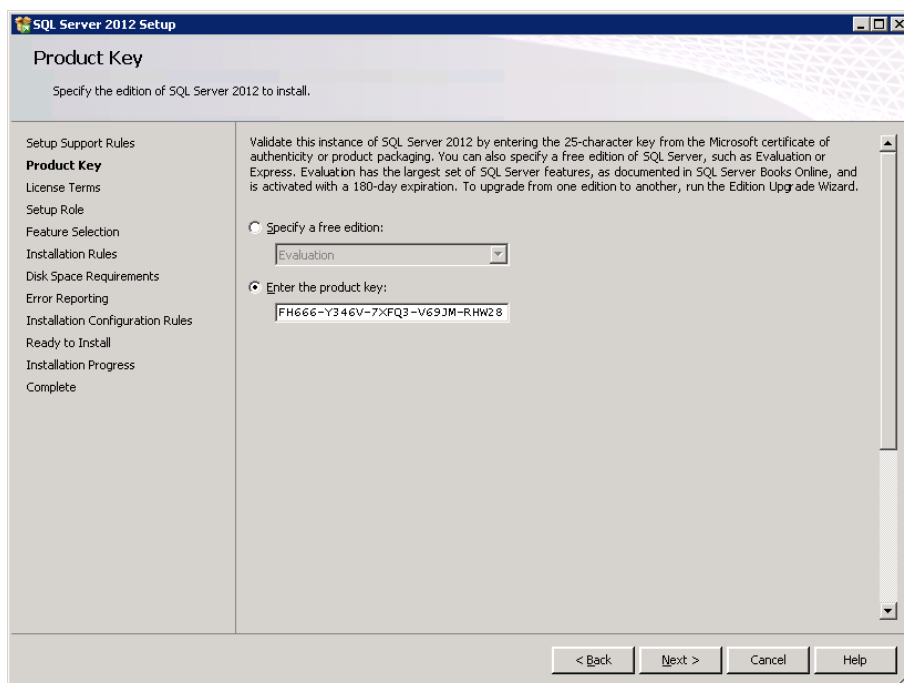 SQL Server 2012 Setup
Product Key
Specify the edition of SQL Server 2012 to install.
Setup Support Rules
Product Key
License Terms
Setup Role
Feature Selection
Installation Rules
Disk Space Requirements
Error Reporting
Installation Configuration Rules
Ready to Install
Installation Progress
Complete
Validate this instance of SQL Server 2012 by entering the 25-character key from the Microsoft certificate of
authenticity or product packaging. You can also specify a free edition of SQL Server, such as Evaluation or
Express. Evaluation has the largest set of SQL Server features, as documented in SQL Server Books Online, and
is activated with a 180-day expiration. To upgrade from one edition to another, run the Edition Upgrade Wizard.
Specify a free edition:
Evaluation
Enter the product key:
FH666-Y346V-7XFQ3-V69JM-RHW28
< Back
Next >
Cancel
Help